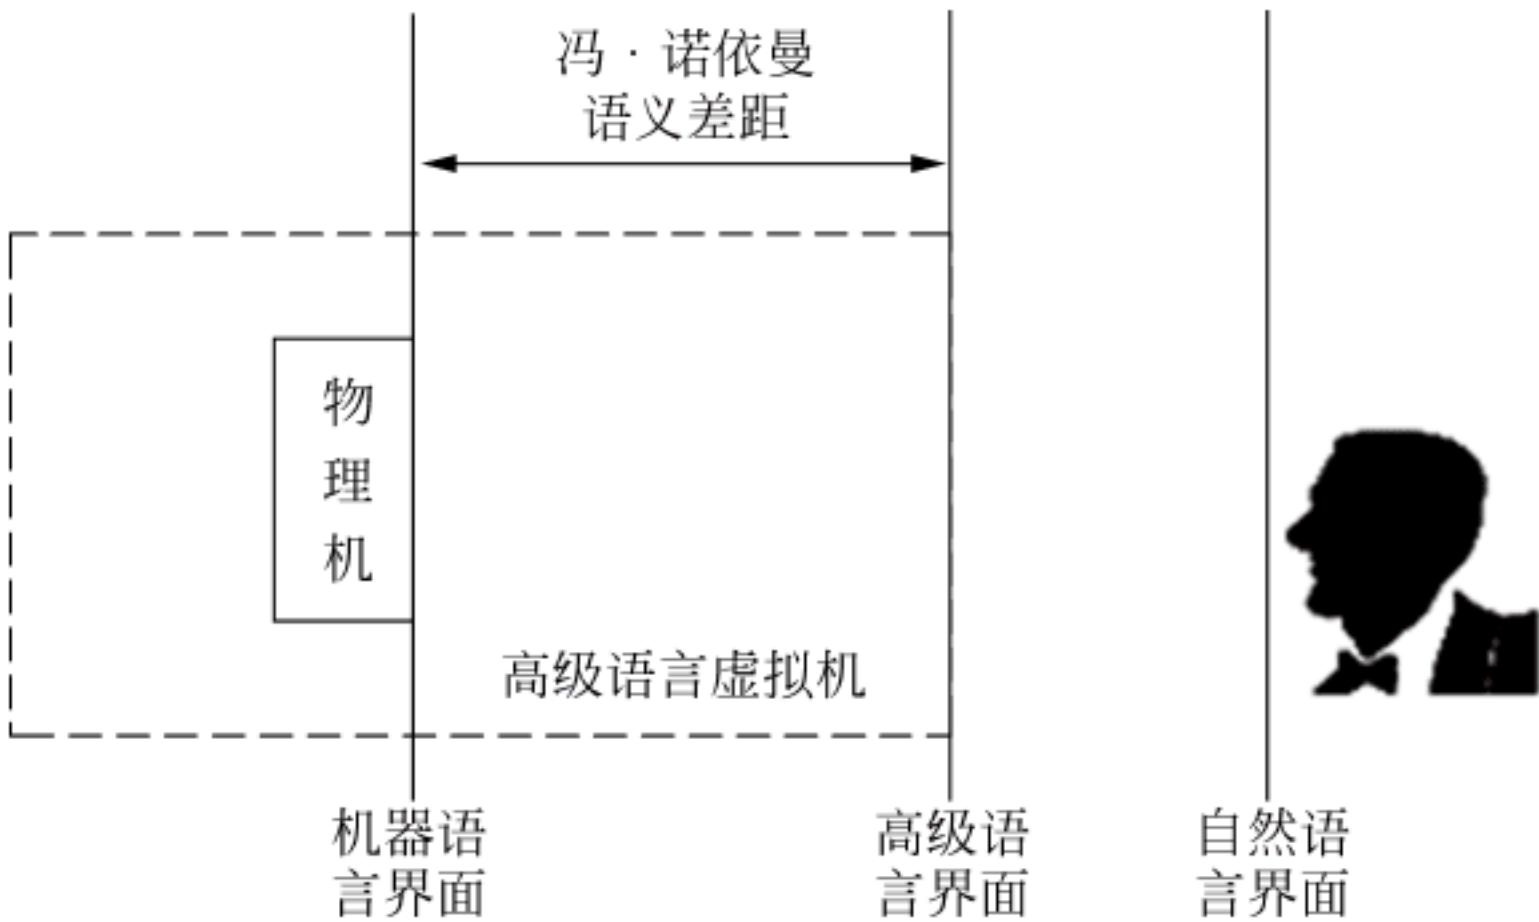 冯·诺依曼
语义差距
物
理
机
高级语言虚拟机
机器语
言界面
高级语
言界面
自然语
言界面